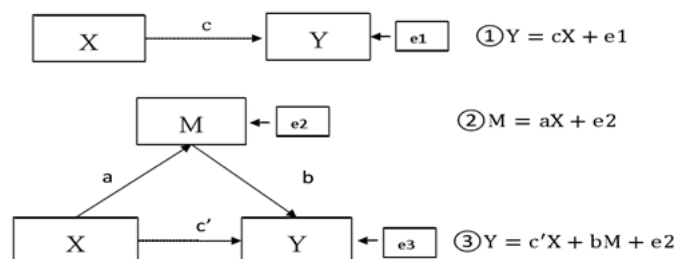 c
X
Y
e1
①Y = cX + e1
M
e2
②M = aX + e2
a
b
X
c′
Y
e3
③Y = c′X + bM + e2